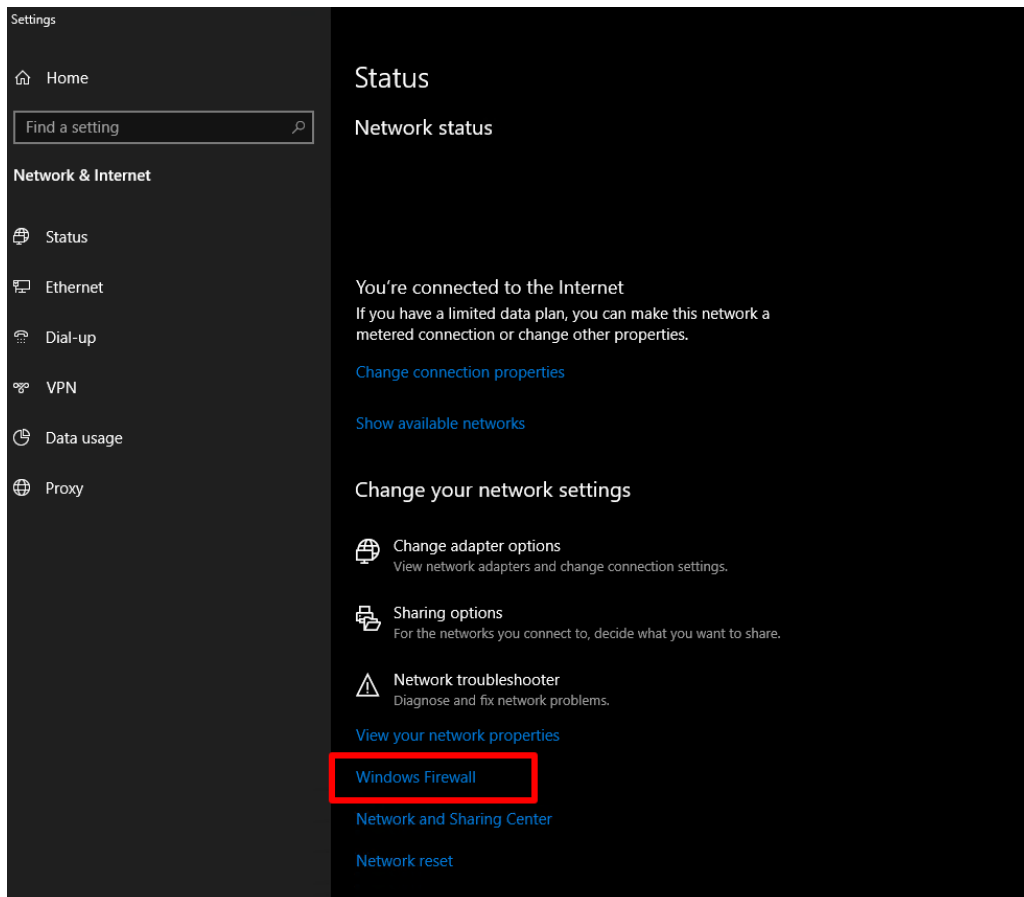 Settings
Home
Find a setting
Network & Internet
Status
Ethernet
Dial-up
VPN
Data usage
Proxy
Status
Network status
You're connected to the Internet
If you have a limited data plan, you can make this network a
metered connection or change other properties.
Change connection properties
Show available networks
Change your network settings
Change adapter options
View network adapters and change connection settings.
Sharing options
For the networks you connect to, decide what you want to share.
Network troubleshooter
Diagnose and fix network problems.
View your network properties
Windows Firewall
Network and Sharing Center
Network reset